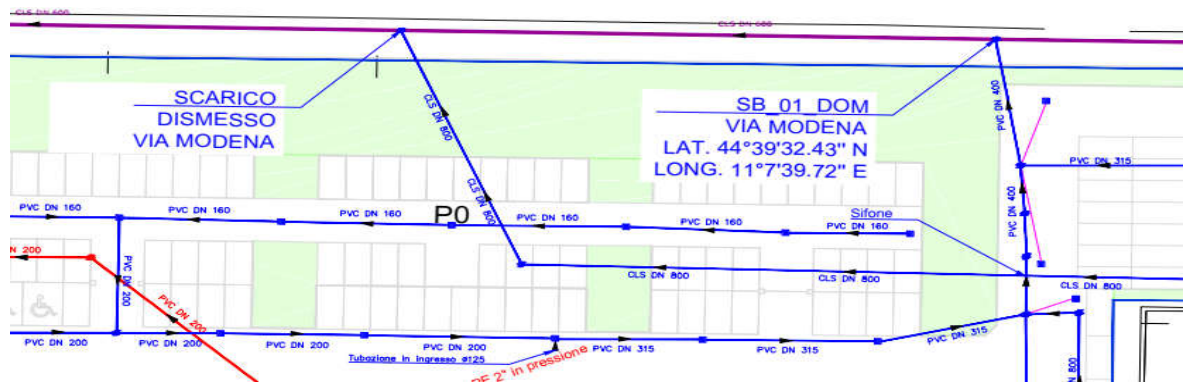 CLS DN 600
CLS DN 600
SCARICO
DISMESSO
VIA MODENA
CLS DN 800
SB_01_DOM
VIA MODENA
LAT. 44°39'32.43" N
LONG. 11°7'39.72" E
PVC DN 400
PVC DN 315
CLS DN 800
PVC DN 400
PVC DN 160
PVC DN 160
PVC DN 160
P0
PVC DN 160
PVC DN 160
PVC DN 160
Sifone
DN 200
PVC DN 200
CLS DN 800
CLS DN 800
CLS DN 800
PVC DN 200
PVC DN 200
PVC DN 200
PVC DN 200
PVC DN 200
PVC DN 315
PVC DN 315
PVC DN 315
DN 800
Tubazione in ingresso ø125
2" in pressione